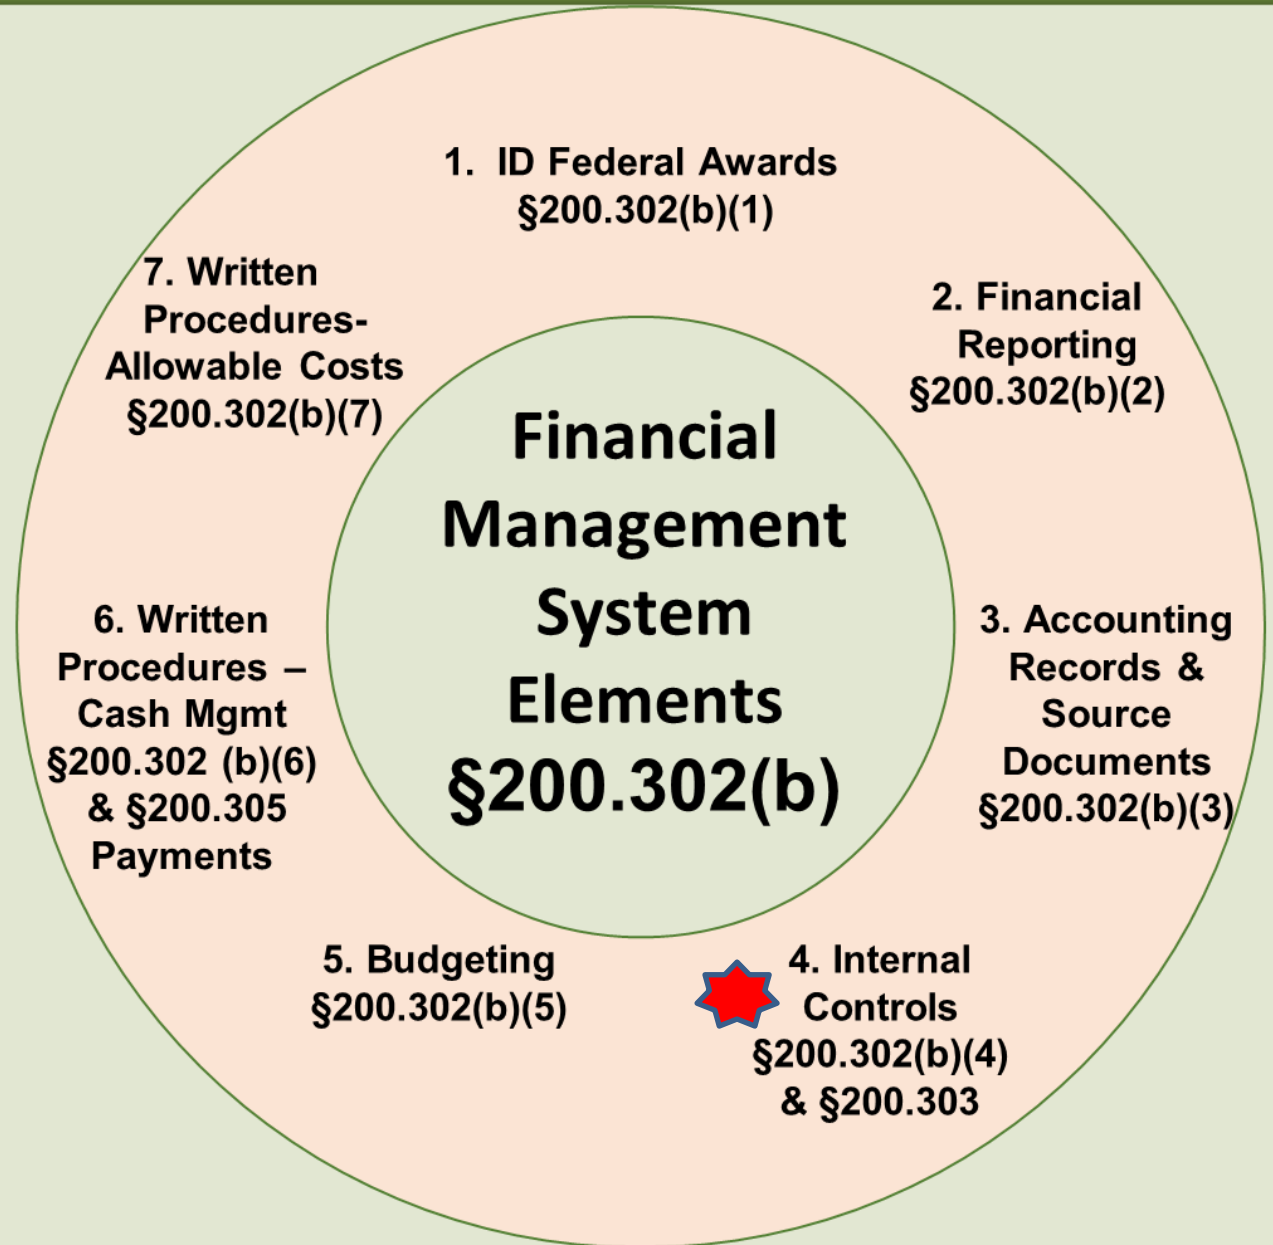 1. ID Federal Awards
§200.302(b)(1)
2. Financial
Reporting
§200.302(b)(2)
3. Accounting
Records &
Source
Documents
§200.302(b)(3)
4. Internal
Controls
§200.302(b)(4)
& §200.303
5. Budgeting
§200.302(b)(5)
6. Written
Procedures –
Cash Mgmt
§200.302 (b)(6)
& §200.305
Payments
7. Written
Procedures-
Allowable Costs
§200.302(b)(7)
Financial
Management
System
Elements
§200.302(b)